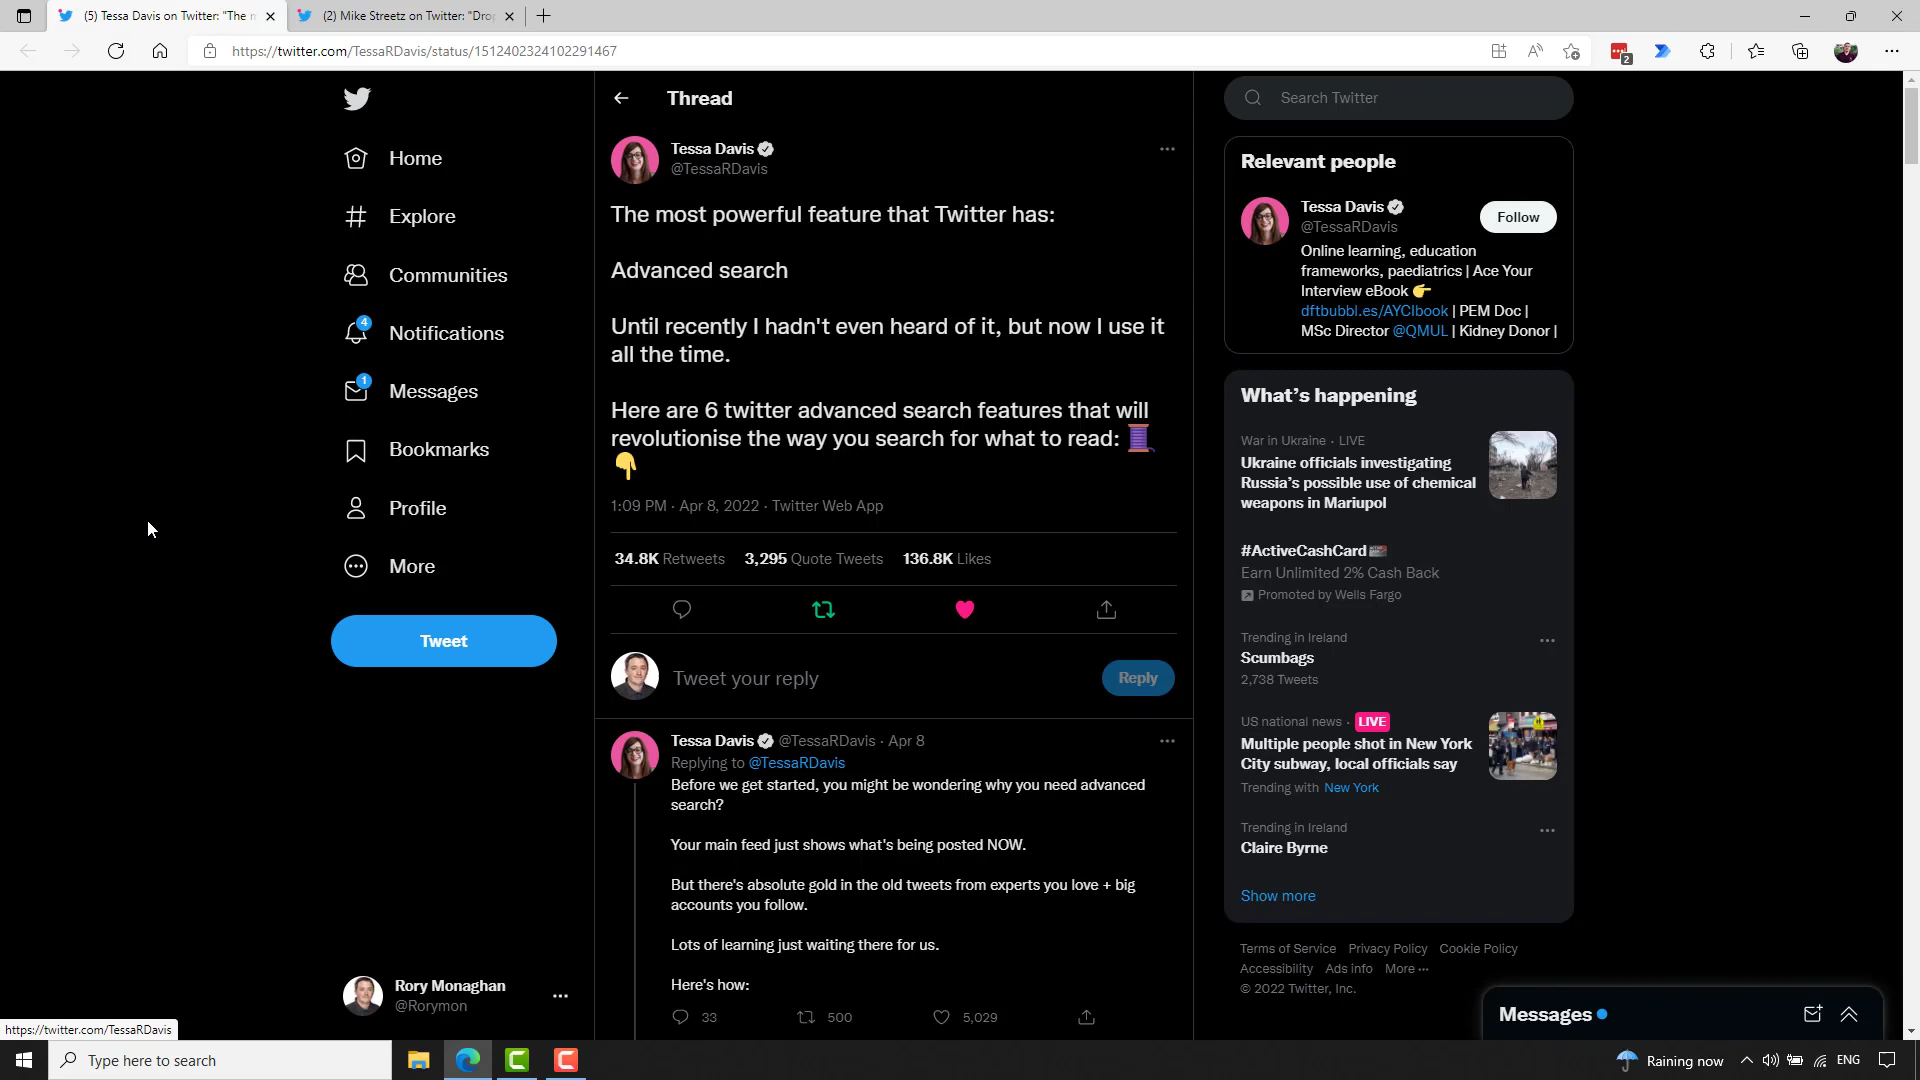 (5) Tessa Davis on Twitter: "The m
(2) Mike Streetz on Twitter: "Drop
https://twitter.com/TessaRDavis/status/1512402324102291467
2
Home
Explore
Communities
4
Notifications
1
Messages
Bookmarks
Profile
More
Tweet
Rory Monaghan
@Rorymon
https://twitter.com/TessaRDavis
Thread
Tessa Davis
@TessaRDavis
The most powerful feature that Twitter has:
Advanced search
Until recently I hadn't even heard of it, but now I use it
all the time.
Here are 6 twitter advanced search features that will
revolutionise the way you search for what to read: 🧵
👇
1:09 PM · Apr 8, 2022 · Twitter Web App
34.8K Retweets 3,295 Quote Tweets 136.8K Likes
Tweet your reply
Reply
Tessa Davis @TessaRDavis · Apr 8
Replying to @TessaRDavis
Before we get started, you might be wondering why you need advanced
search?
Your main feed just shows what's being posted NOW.
But there's absolute gold in the old tweets from experts you love + big
accounts you follow.
Lots of learning just waiting there for us.
Here's how:
33 500 5,029
Search Twitter
Relevant people
Tessa Davis
@TessaRDavis
Follow
Online learning, education
frameworks, paediatrics | Ace Your
Interview eBook 👉
dftbubbl.es/AYCIbook | PEM Doc |
MSc Director @QMUL | Kidney Donor |
What's happening
War in Ukraine · LIVE
Ukraine officials investigating
Russia's possible use of chemical
weapons in Mariupol
#ActiveCashCard
Earn Unlimited 2% Cash Back
Promoted by Wells Fargo
Trending in Ireland
Scumbags
2,738 Tweets
US national news · LIVE
Multiple people shot in New York
City subway, local officials say
Trending with New York
Trending in Ireland
Claire Byrne
Show more
Terms of Service Privacy Policy Cookie Policy
Accessibility Ads info More ···
© 2022 Twitter, Inc.
Messages
Type here to search
Raining now
ENG